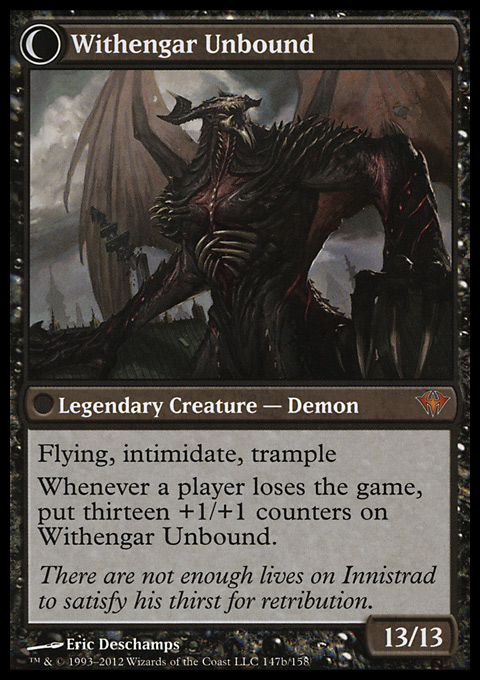 Withengar Unbound
Legendary Creature — Demon
Flying, intimidate, trample
Whenever a player loses the game,
put thirteen +1/+1 counters on
Withengar Unbound.
There are not enough lives on Innistrad
to satisfy his thirst for retribution.
Eric Deschamps
13/13
™ & © 1993–2012 Wizards of the Coast LLC 147b/158